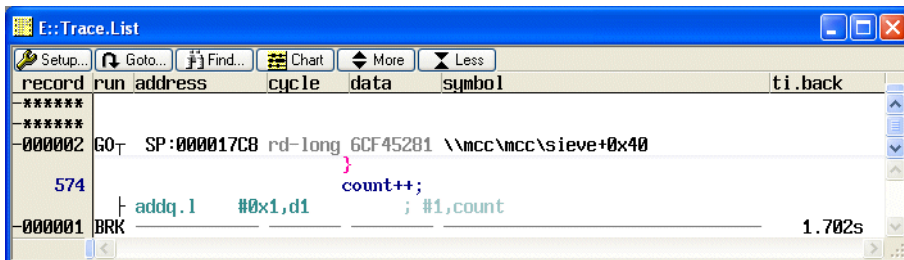 E::Trace.List
Setup... Goto... Find... Chart More Less
record run address cycle data symbol ti.back
-******
-******
-000002 GO SP:000017C8 rd-long 6CF45281 \\mcc\mcc\sieve+0x40
}
574 count++;
addq.l #0x1,d1 ; #1,count
-000001 BRK 1.702s